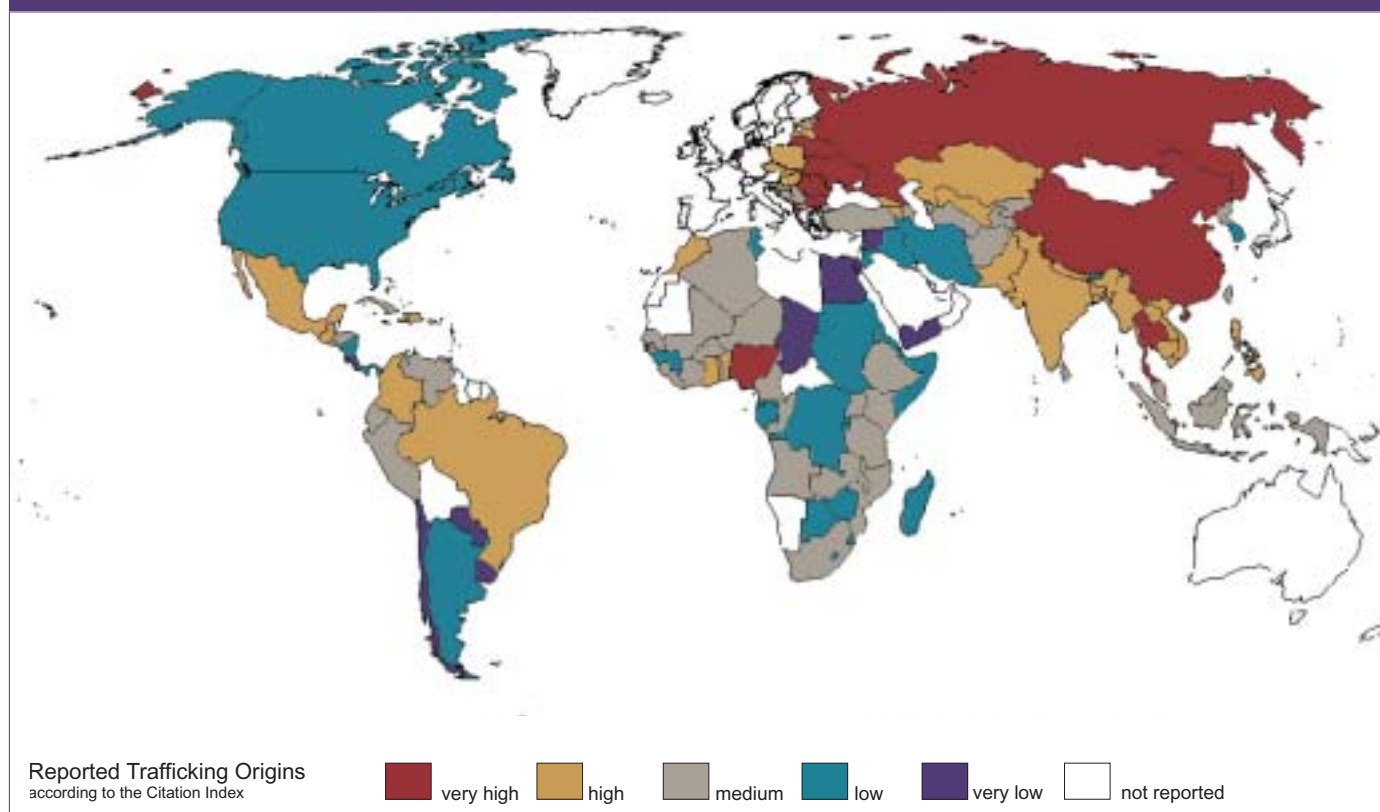 Reported Trafficking Origins
according to the Citation Index
very high
high
medium
low
very low
not reported